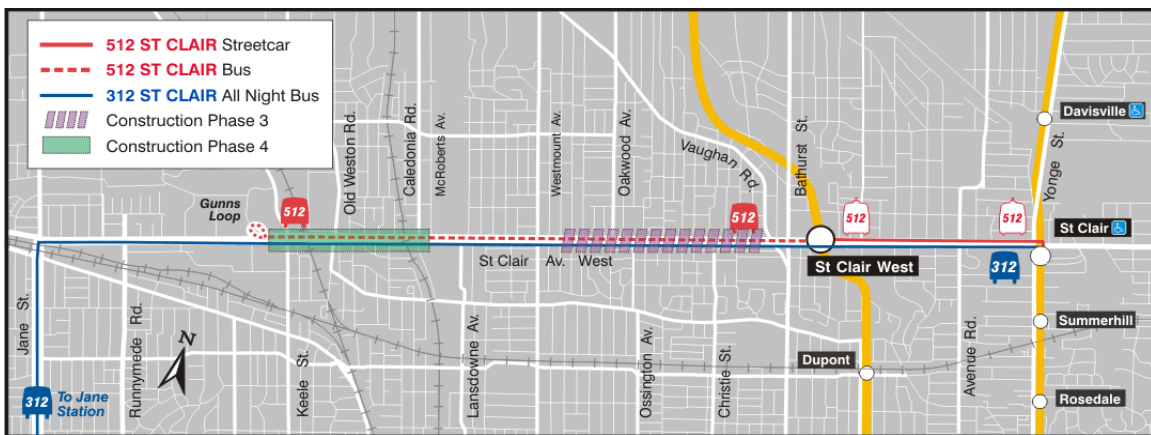 512 ST CLAIR Streetcar
512 ST CLAIR Bus
312 ST CLAIR All Night Bus
Construction Phase 3
Construction Phase 4
Old Weston Rd.
Caledonia Rd.
McRoberts Av.
Westmount Av.
Oakwood Av.
Vaughan Rd
Bathurst St.
Yonge St.
Davisville
Gunns
Loop
512
512
512
512
St Clair
St Clair Av. West
St Clair West
312
Jane St.
Runnymede Rd.
N
Keele St.
Lansdowne Av.
Ossington Av.
Christie St.
Dupont
Avenue Rd.
Summerhill
Rosedale
312
To Jane
Station